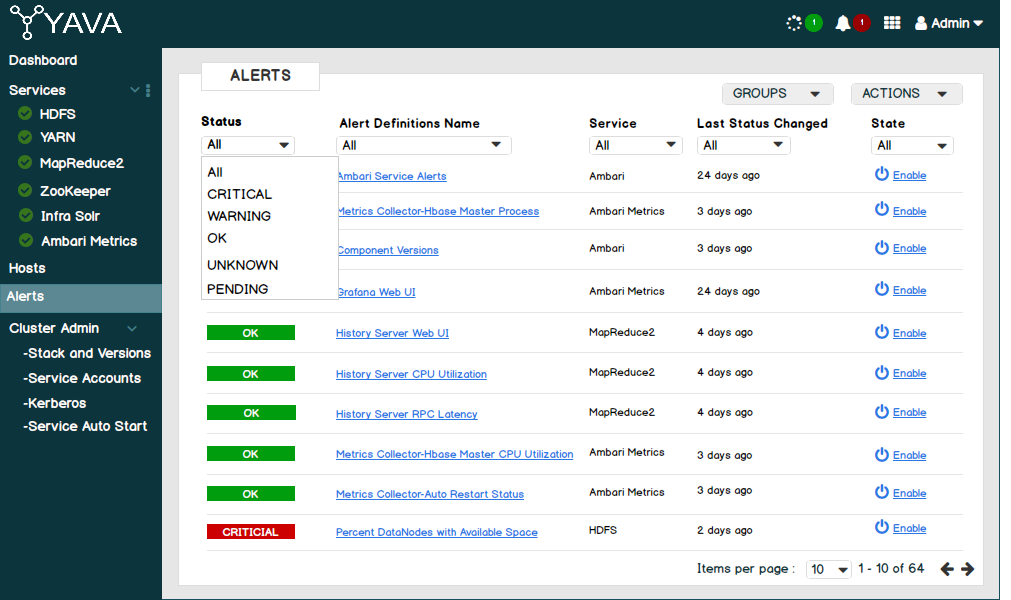 YAVA
1
1
Admin
Dashboard
Services
HDFS
YARN
MapReduce2
ZooKeeper
Infra Solr
Ambari Metrics
Hosts
Alerts
Cluster Admin
-Stack and Versions
-Service Accounts
-Kerberos
-Service Auto Start
ALERTS
GROUPS ACTIONS
Status Alert Definitions Name Service Last Status Changed State
All All All All All
All
CRITICAL
WARNING
OK
UNKNOWN
PENDING
Ambari Service Alerts Ambari 24 days ago Enable
Metrics Collector-Hbase Master Process Ambari Metrics 3 days ago Enable
Component Versions Ambari 3 days ago Enable
Grafana Web UI Ambari Metrics 24 days ago Enable
OK History Server Web UI MapReduce2 4 days ago Enable
OK History Server CPU Utilization MapReduce2 4 days ago Enable
OK History Server RPC Latency MapReduce2 4 days ago Enable
OK Metrics Collector-Hbase Master CPU Utilization Ambari Metrics 3 days ago Enable
OK Metrics Collector-Auto Restart Status Ambari Metrics 3 days ago Enable
CRITICIAL Percent DataNodes with Available Space HDFS 2 days ago Enable
Items per page : 10 1 - 10 of 64